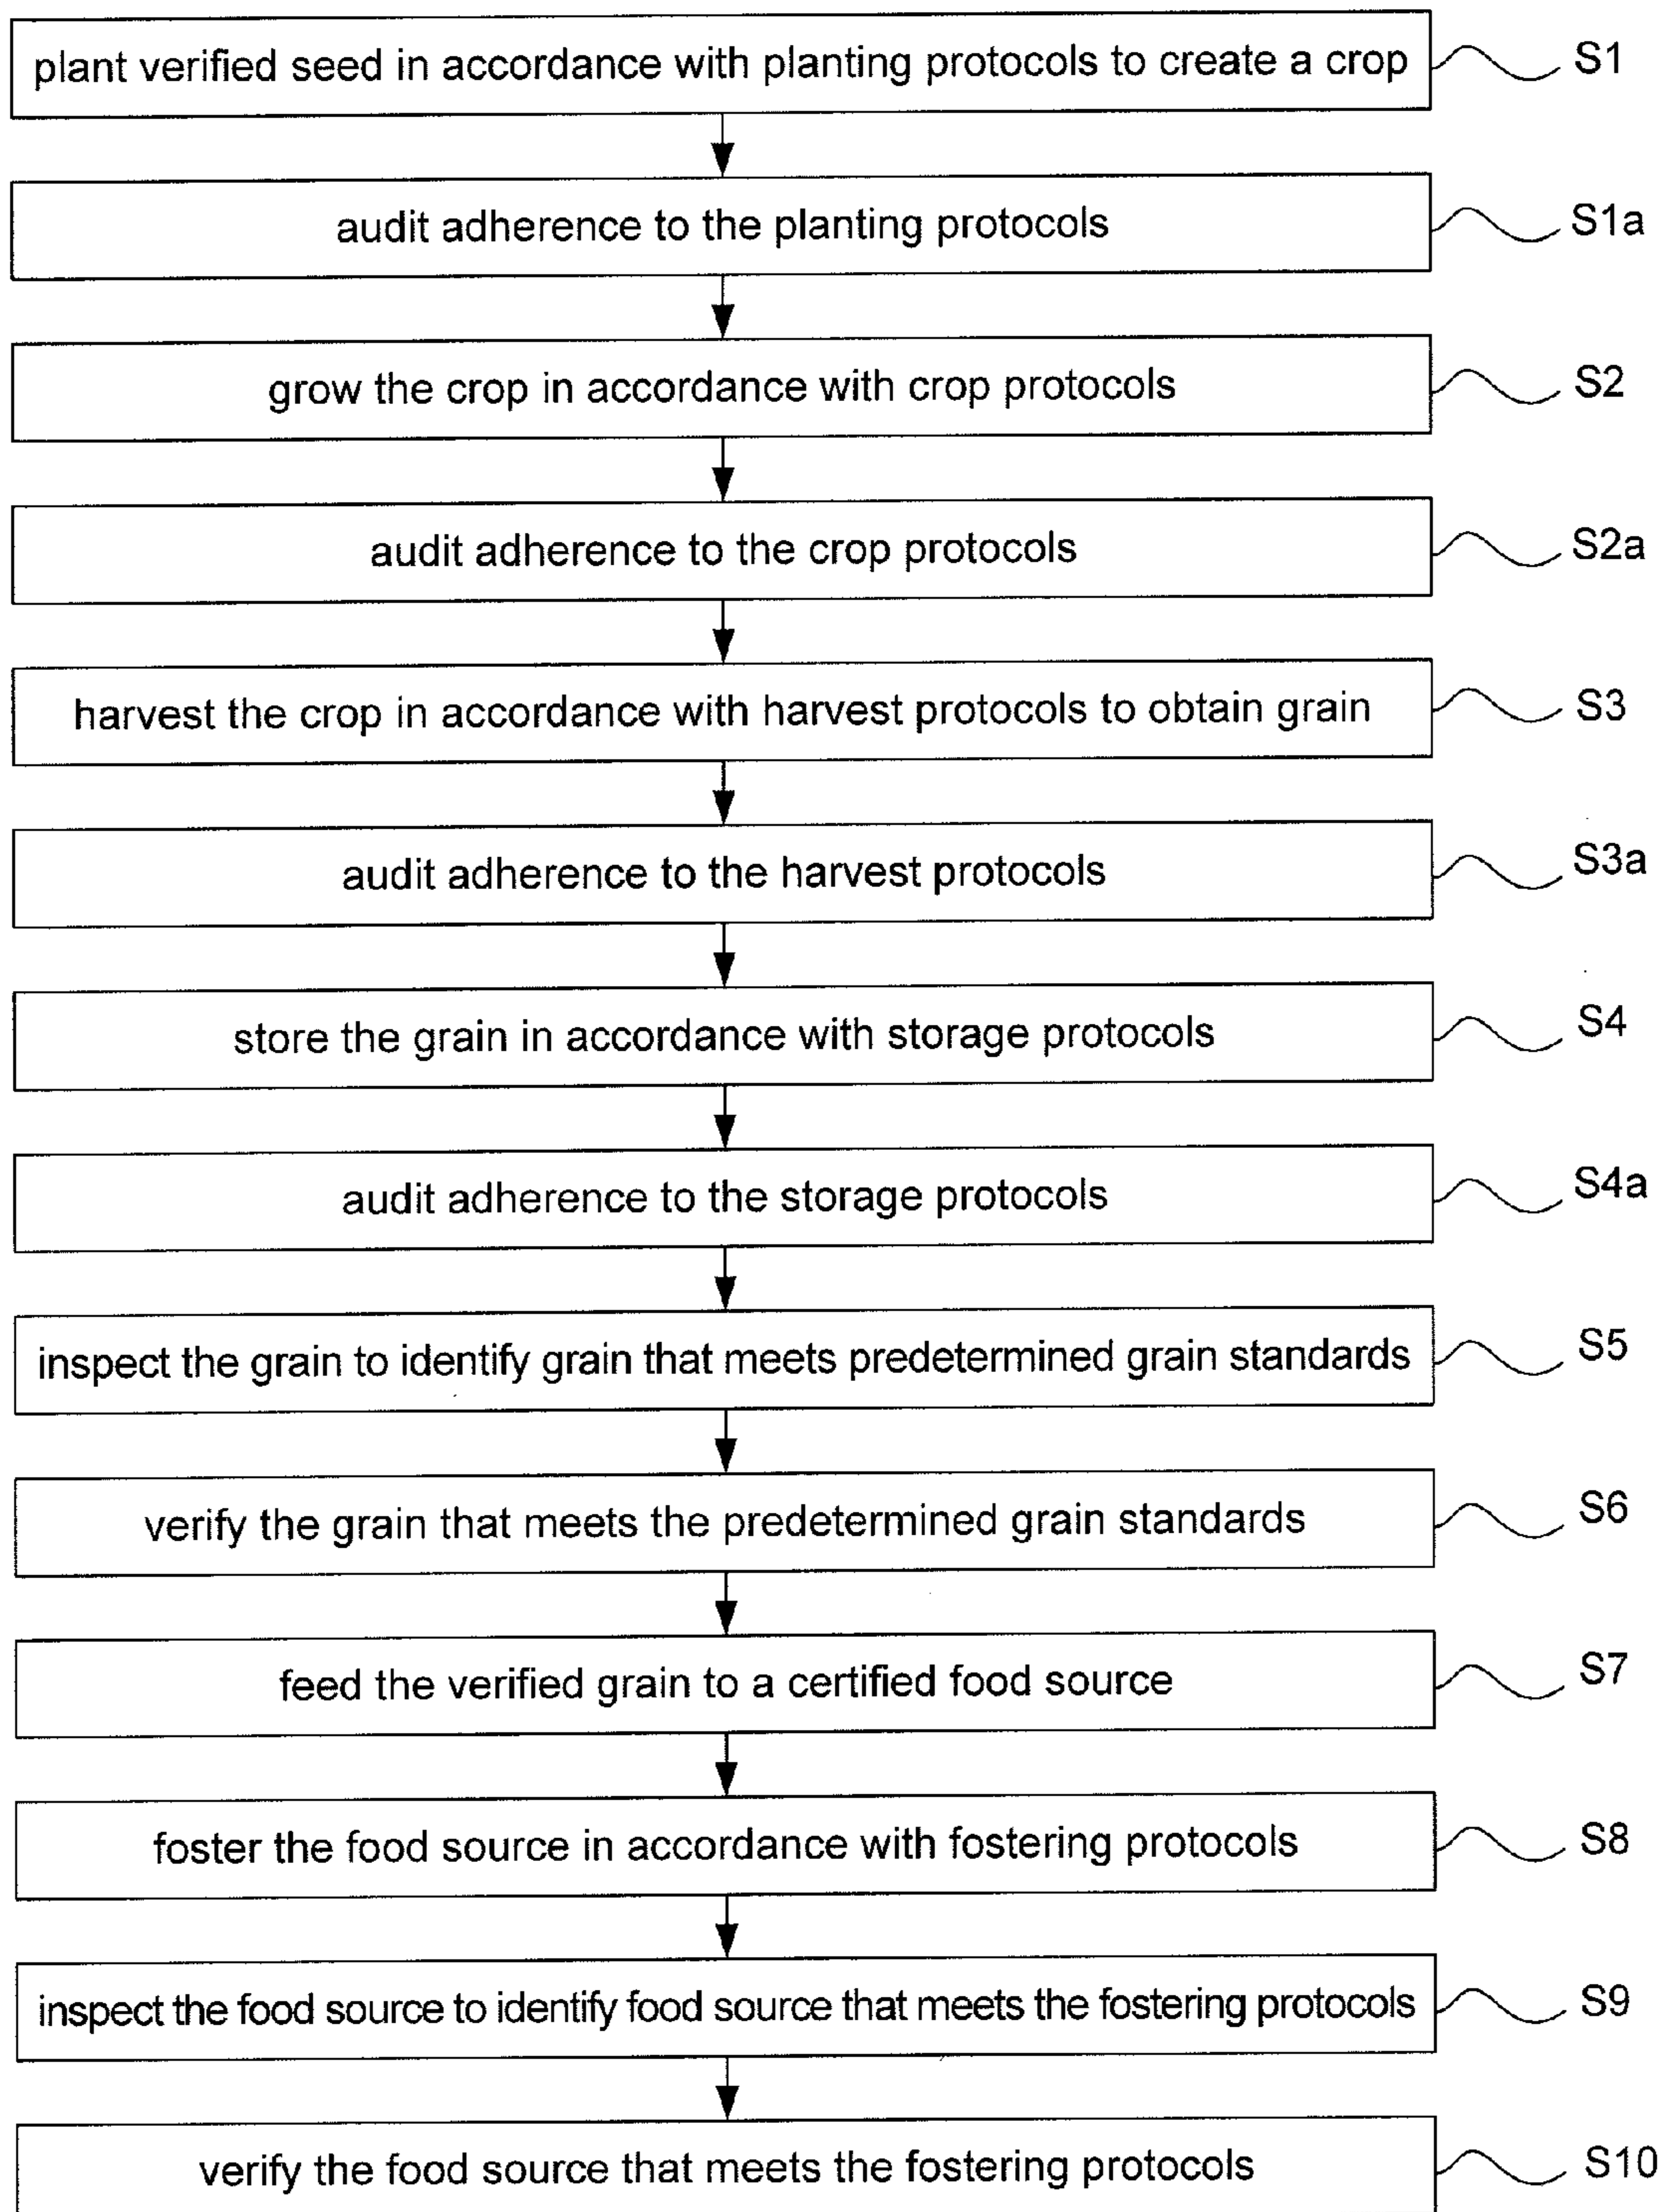 plant verified seed in accordance with planting protocols to create a crop S1
audit adherence to the planting protocols S1a
grow the crop in accordance with crop protocols S2
audit adherence to the crop protocols S2a
harvest the crop in accordance with harvest protocols to obtain grain S3
audit adherence to the harvest protocols S3a
store the grain in accordance with storage protocols S4
audit adherence to the storage protocols S4a
inspect the grain to identify grain that meets predetermined grain standards S5
verify the grain that meets the predetermined grain standards S6
feed the verified grain to a certified food source S7
foster the food source in accordance with fostering protocols S8
inspect the food source to identify food source that meets the fostering protocols S9
verify the food source that meets the fostering protocols S10